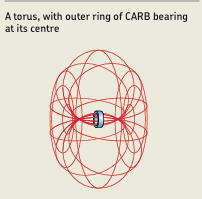 A torus, with outer ring of CARB bearing
at its centre